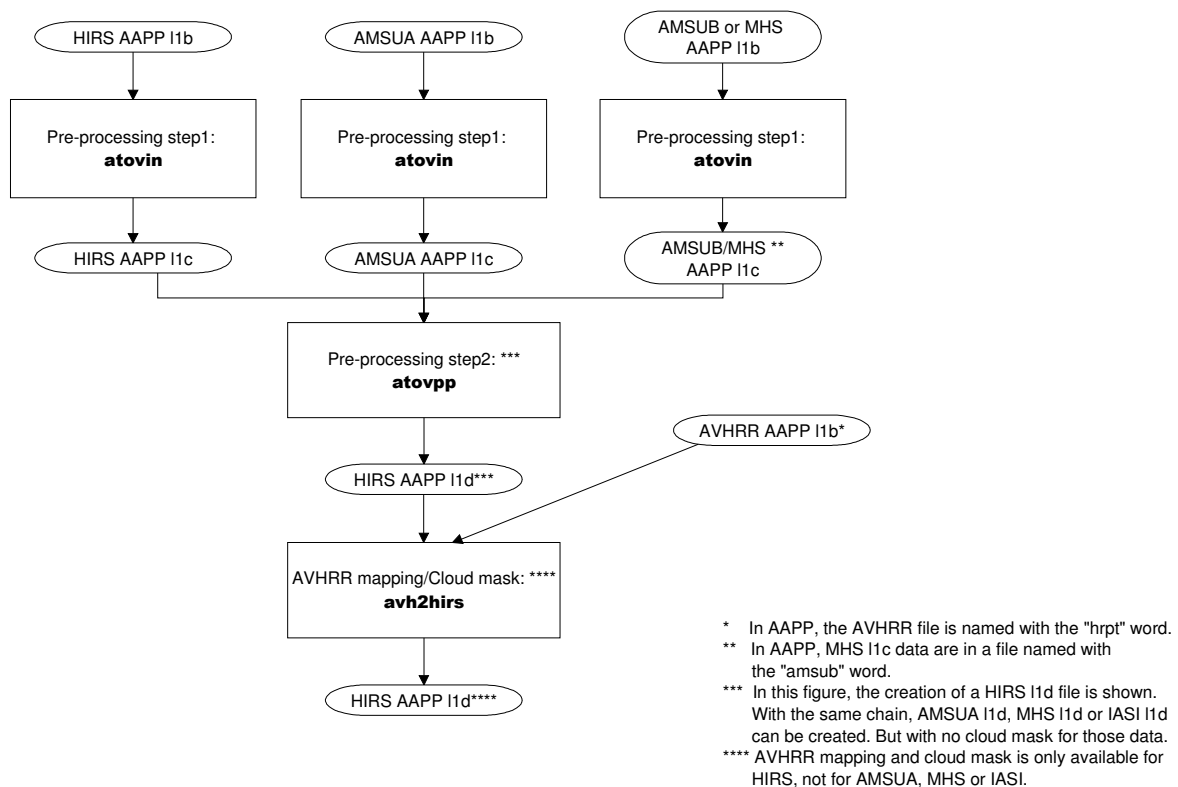 HIRS AAPP l1b
AMSUA AAPP l1b
AMSUB or MHS
AAPP l1b
Pre-processing step1:
atovin
Pre-processing step1:
atovin
Pre-processing step1:
atovin
HIRS AAPP l1c
AMSUA AAPP l1c
AMSUB/MHS **
AAPP l1c
Pre-processing step2: ***
atovpp
AVHRR AAPP l1b*
HIRS AAPP l1d***
AVHRR mapping/Cloud mask: ****
avh2hirs
HIRS AAPP l1d****
* In AAPP, the AVHRR file is named with the "hrpt" word.
** In AAPP, MHS l1c data are in a file named with
the "amsub" word.
*** In this figure, the creation of a HIRS l1d file is shown.
With the same chain, AMSUA l1d, MHS l1d or IASI l1d
can be created. But with no cloud mask for those data.
**** AVHRR mapping and cloud mask is only available for
HIRS, not for AMSUA, MHS or IASI.